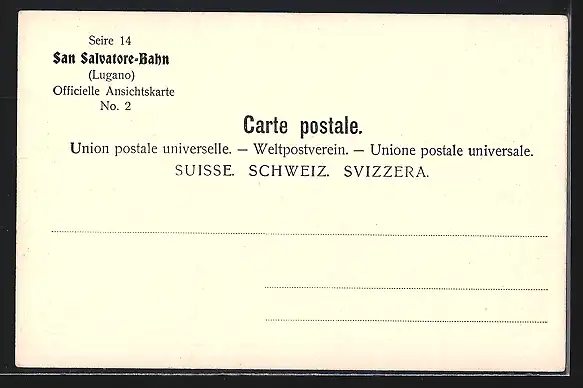 Seire 14
San Salvatore-Bahn
(Lugano)
Officielle Ansichtskarte
No. 2
Carte postale.
Union postale universelle. — Weltpostverein. — Unione postale universale.
SUISSE. SCHWEIZ. SVIZZERA.